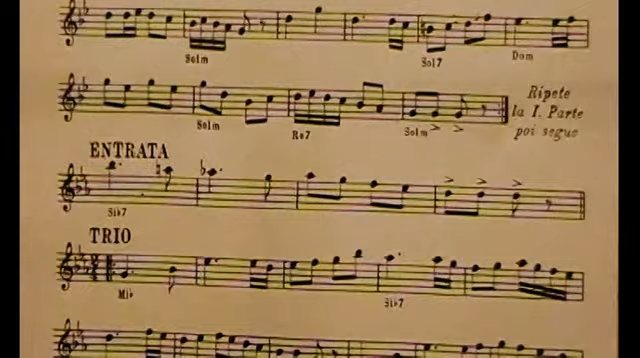 Solm Sol7 Dom
Ripete
la I. Parte
poi segue
Solm Re7 Solm
ENTRATA
Sib7
TRIO
Mib Sib7